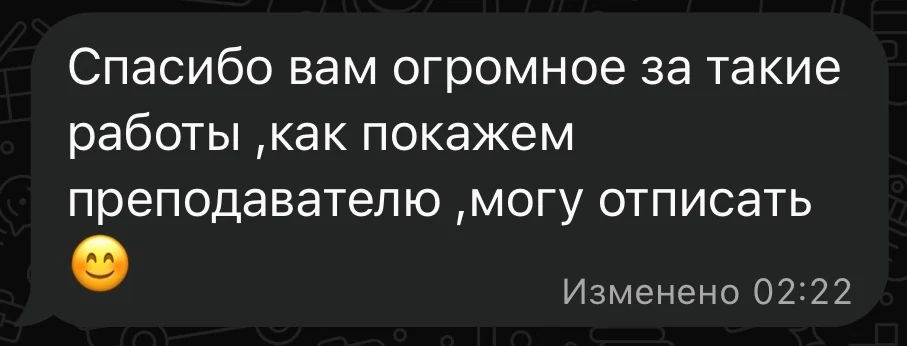 Спасибо вам огромное за такие
работы ,как покажем
преподавателю ,могу отписать
😊
Изменено 02:22